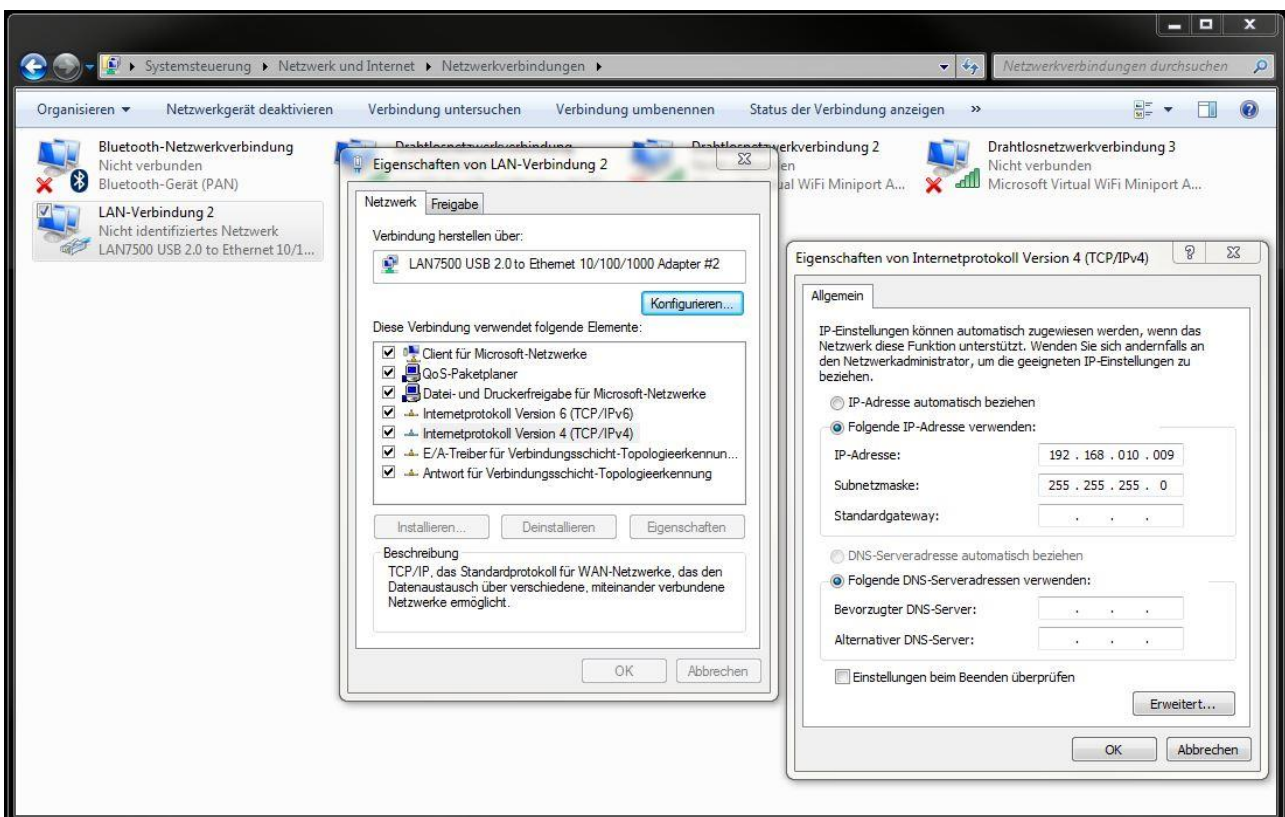 Systemsteuerung ▸ Netzwerk und Internet ▸ Netzwerkverbindungen ▸
Netzwerkverbindungen durchsuchen
Organisieren
Netzwerkgerät deaktivieren
Verbindung untersuchen
Verbindung umbenennen
Status der Verbindung anzeigen
»
Bluetooth-Netzwerkverbindung
Nicht verbunden
Bluetooth-Gerät (PAN)
LAN-Verbindung 2
Nicht identifiziertes Netzwerk
LAN7500 USB 2.0 to Ethernet 10/1...
Drahtlosnetzwerkverbindung
Drahtlosnetzwerkverbindung 2
en
ual WiFi Miniport A...
Drahtlosnetzwerkverbindung 3
Nicht verbunden
Microsoft Virtual WiFi Miniport A...
Eigenschaften von LAN-Verbindung 2
Netzwerk
Freigabe
Verbindung herstellen über:
LAN7500 USB 2.0 to Ethernet 10/100/1000 Adapter #2
Konfigurieren...
Diese Verbindung verwendet folgende Elemente:
Client für Microsoft-Netzwerke
QoS-Paketplaner
Datei- und Druckerfreigabe für Microsoft-Netzwerke
Internetprotokoll Version 6 (TCP/IPv6)
Internetprotokoll Version 4 (TCP/IPv4)
E/A-Treiber für Verbindungsschicht-Topologieerkennun...
Antwort für Verbindungsschicht-Topologieerkennung
Installieren...
Deinstallieren
Eigenschaften
Beschreibung
TCP/IP, das Standardprotokoll für WAN-Netzwerke, das den
Datenaustausch über verschiedene, miteinander verbundene
Netzwerke ermöglicht.
OK
Abbrechen
Eigenschaften von Internetprotokoll Version 4 (TCP/IPv4)
Allgemein
IP-Einstellungen können automatisch zugewiesen werden, wenn das
Netzwerk diese Funktion unterstützt. Wenden Sie sich andernfalls an
den Netzwerkadministrator, um die geeigneten IP-Einstellungen zu
beziehen.
IP-Adresse automatisch beziehen
Folgende IP-Adresse verwenden:
IP-Adresse: 192 . 168 . 010 . 009
Subnetzmaske: 255 . 255 . 255 . 0
Standardgateway: . . .
DNS-Serveradresse automatisch beziehen
Folgende DNS-Serveradressen verwenden:
Bevorzugter DNS-Server: . . .
Alternativer DNS-Server: . . .
Einstellungen beim Beenden überprüfen
Erweitert...
OK
Abbrechen